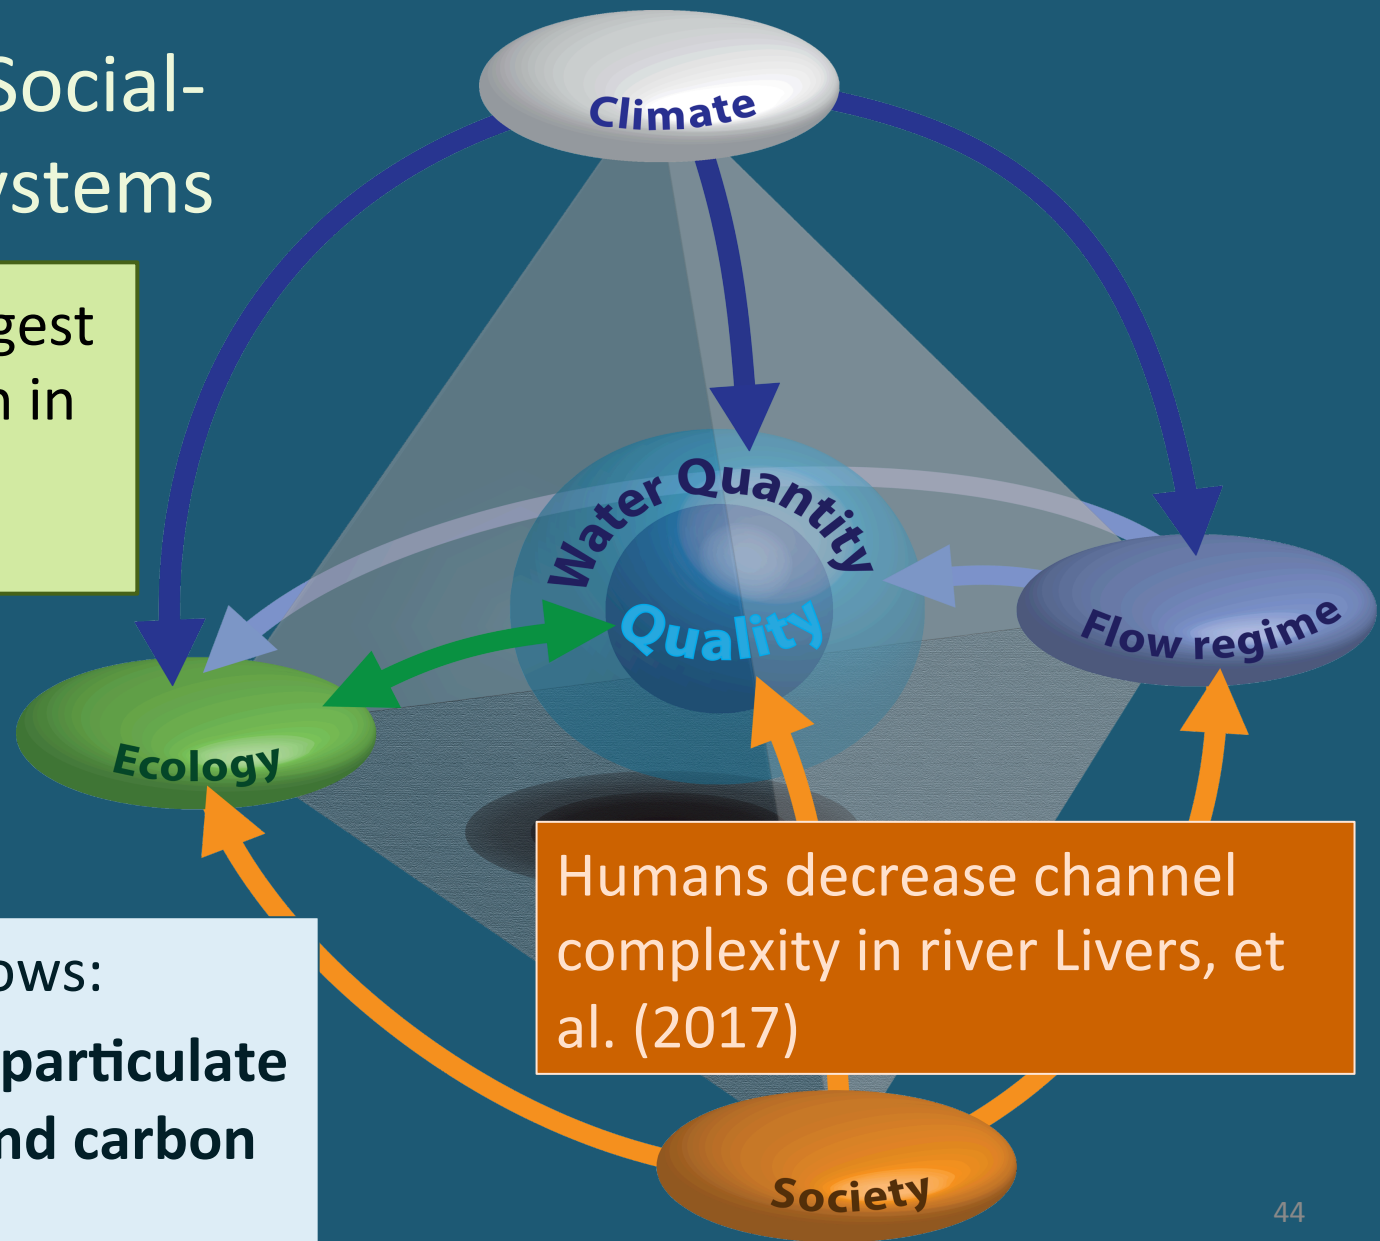 Social-
ystems
gest
n in
Climate
Water Quantity
Quality
Flow regime
Ecology
Humans decrease channel
complexity in river Livers, et
al. (2017)
ows:
particulate
nd carbon
Society
44